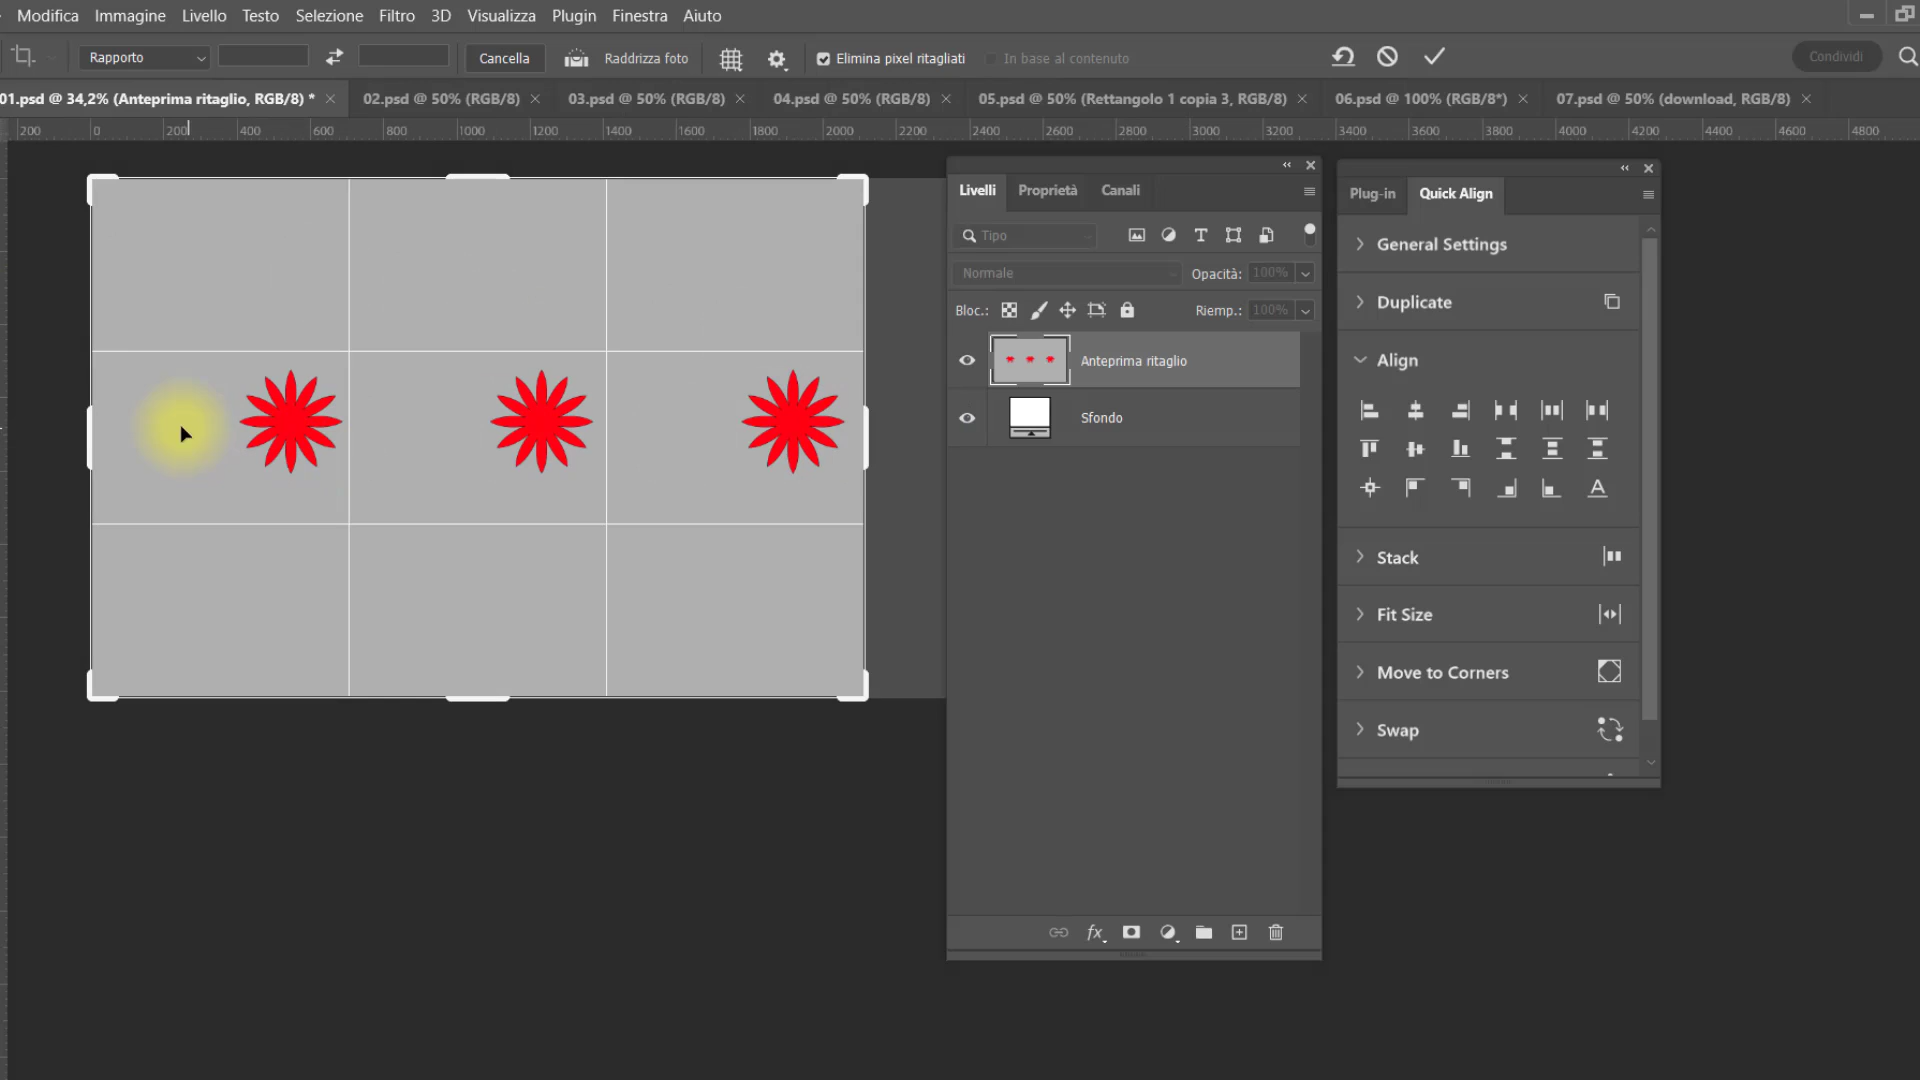 Modifica Immagine Livello Testo Selezione Filtro 3D Visualizza Plugin Finestra Aiuto
Rapporto Cancella Raddrizza foto Elimina pixel ritagliati In base al contenuto Condividi
01.psd @ 34,2% (Anteprima ritaglio, RGB/8) * 02.psd @ 50% (RGB/8) 03.psd @ 50% (RGB/8) 04.psd @ 50% (RGB/8) 05.psd @ 50% (Rettangolo 1 copia 3, RGB/8) 06.psd @ 100% (RGB/8*) 07.psd @ 50% (download, RGB/8)
200 0 200 400 600 800 1000 1200 1400 1600 1800 2000 2200 2400 2600 2800 3000 3200 3400 3600 3800 4000 4200 4400 4600 4800
Livelli Proprietà Canali
Tipo
Normale Opacità: 100%
Bloc.: Riemp.: 100%
Anteprima ritaglio
Sfondo
fx
Plug-in Quick Align
General Settings
Duplicate
Align
Stack
Fit Size
Move to Corners
Swap